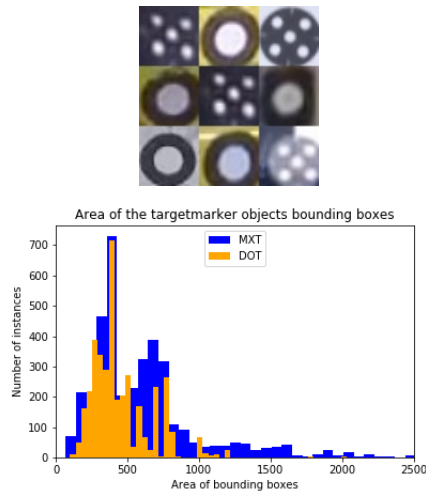 Area of the targetmarker objects bounding boxes
MXT
DOT
Number of instances
700
600
500
400
300
200
100
0
0 500 1000 1500 2000 2500
Area of bounding boxes